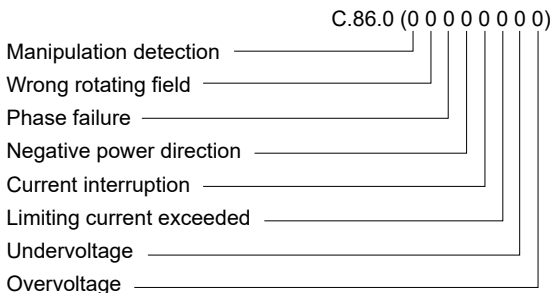 C.86.0 (0 0 0 0 0 0 0 0)
Manipulation detection
Wrong rotating field
Phase failure
Negative power direction
Current interruption
Limiting current exceeded
Undervoltage
Overvoltage